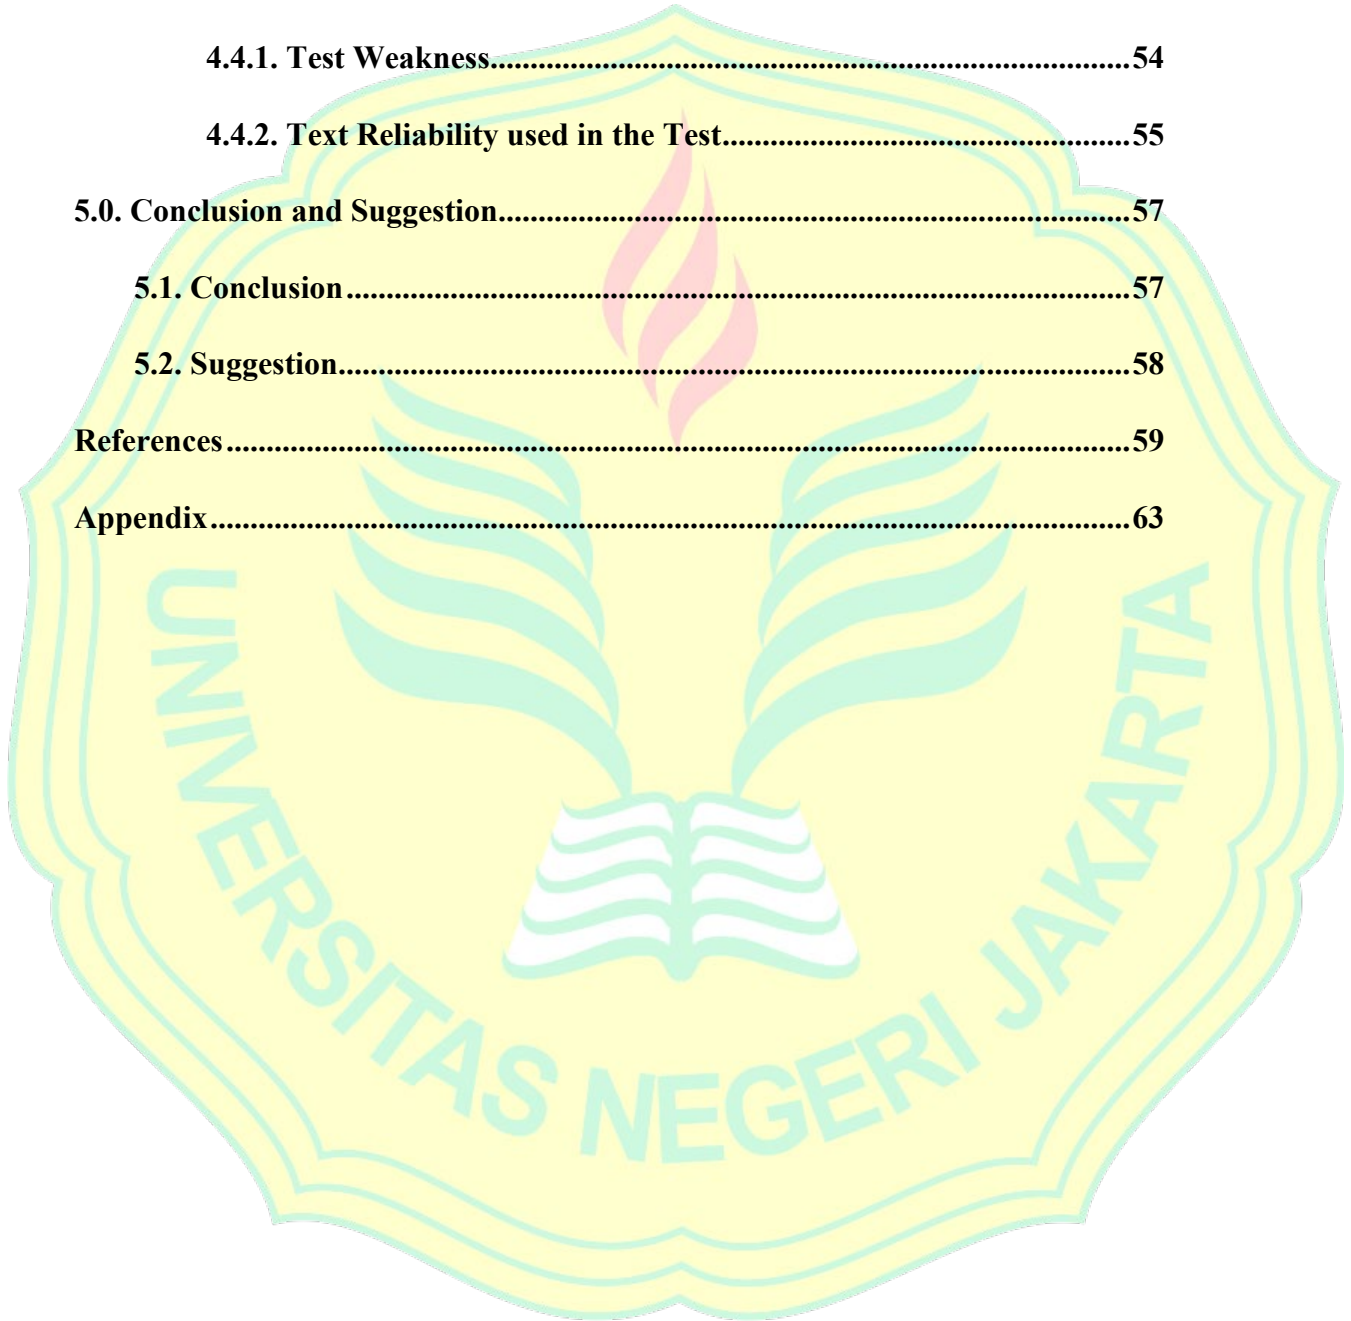 4.4.1. Test Weakness................................................................................54
4.4.2. Text Reliability used in the Test...................................................55
5.0. Conclusion and Suggestion...............................................................................57
5.1. Conclusion..................................................................................................57
5.2. Suggestion...................................................................................................58
References.................................................................................................................59
Appendix...................................................................................................................63
UNIVERSITAS NEGERI JAKARTA